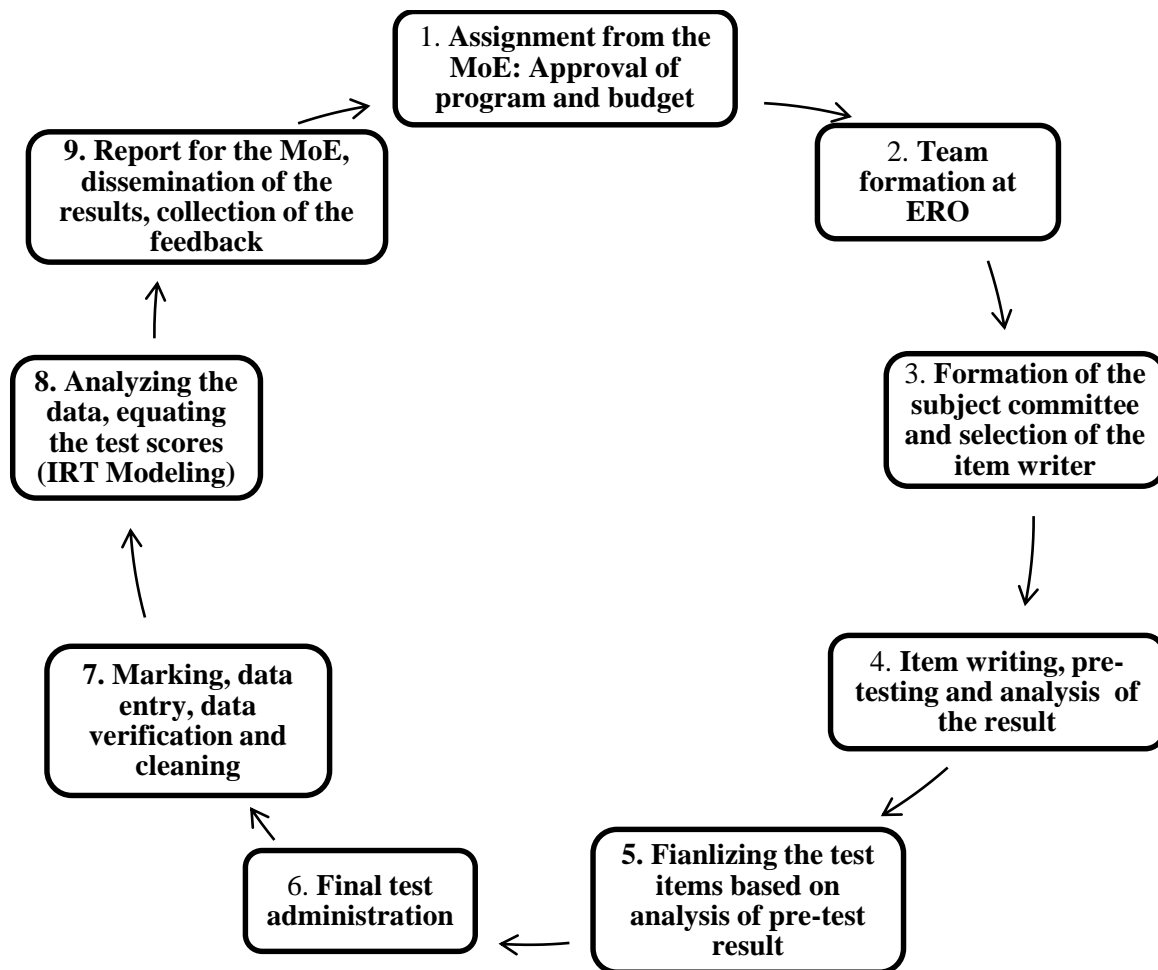 1. Assignment from the
MoE: Approval of
program and budget
2. Team
formation at
ERO
3. Formation of the
subject committee
and selection of the
item writer
4. Item writing, pre-
testing and analysis of
the result
5. Fianlizing the test
items based on
analysis of pre-test
result
6. Final test
administration
7. Marking, data
entry, data
verification and
cleaning
8. Analyzing the
data, equating
the test scores
(IRT Modeling)
9. Report for the MoE,
dissemination of the
results, collection of the
feedback